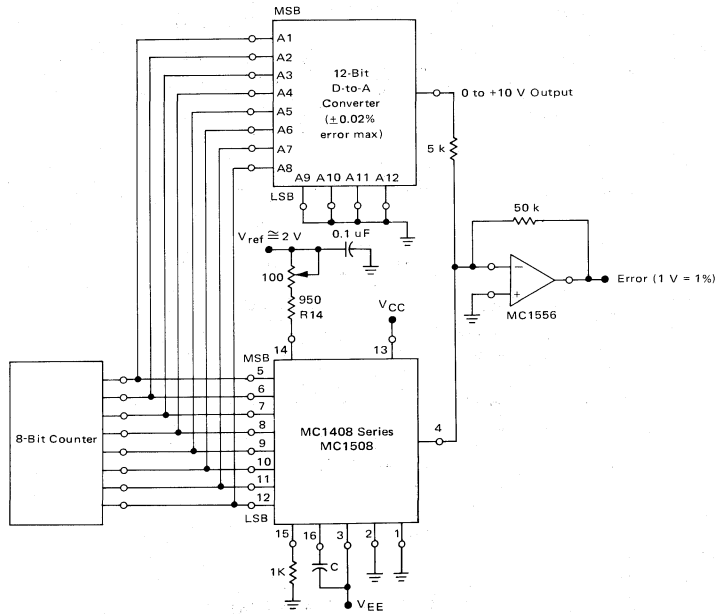 MSB
A1
A2
A3
A4
A5
A6
A7
A8
12-Bit
D-to-A
Converter
(±0.02%
error max)
A9 A10 A11 A12
LSB
0 to +10 V Output
5 k
50 k
Vref ≅ 2 V
0.1 uF
100
950
R14
VCC
− 
+
MC1556
Error (1 V = 1%)
14
13
MSB
5
6
7
8
9
10
11
12
LSB
8-Bit Counter
MC1408 Series
MC1508
4
15
16
3
2
1
1K
C
VEE